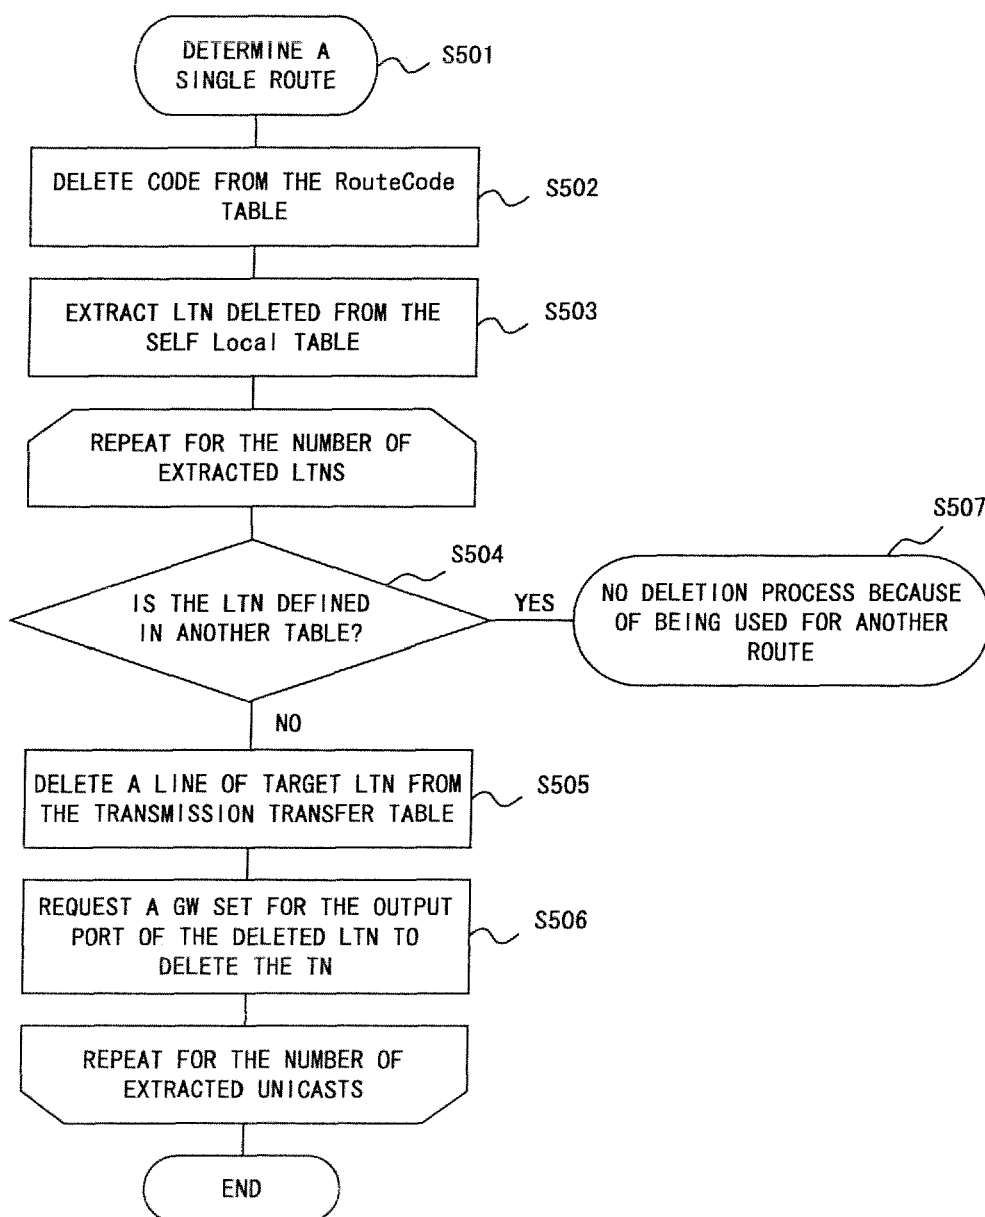 DETERMINE A
SINGLE ROUTE
S501
DELETE CODE FROM THE RouteCode
TABLE
S502
EXTRACT LTN DELETED FROM THE
SELF Local TABLE
S503
REPEAT FOR THE NUMBER OF
EXTRACTED LTNS
S504
IS THE LTN DEFINED
IN ANOTHER TABLE?
YES
S507
NO DELETION PROCESS BECAUSE
OF BEING USED FOR ANOTHER
ROUTE
NO
DELETE A LINE OF TARGET LTN FROM
THE TRANSMISSION TRANSFER TABLE
S505
REQUEST A GW SET FOR THE OUTPUT
PORT OF THE DELETED LTN TO
DELETE THE TN
S506
REPEAT FOR THE NUMBER OF
EXTRACTED UNICASTS
END